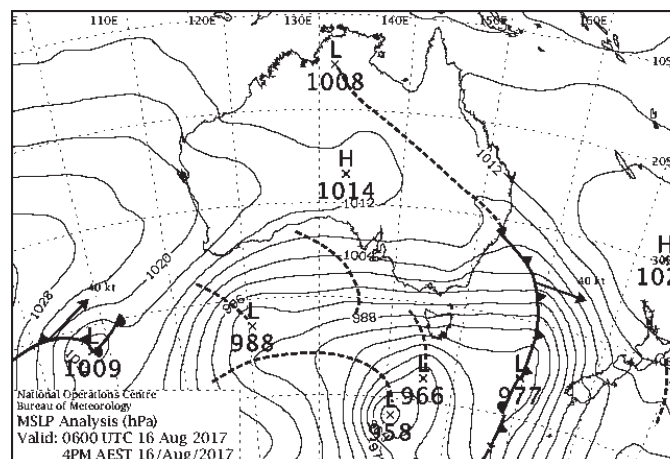 110E
120E
130E
140E
150E
160E
10S
L
1008
1012
20S
H
1014
1012
H
1004
1020
1028
40 kt
40 kt
L
988
988
L
1009
L
966
L
977
L
958
National Operations Centre
Bureau of Meteorology
MSLP Analysis (hPa)
Valid: 0600 UTC 16 Aug 2017
4PM AEST 16/Aug/2017